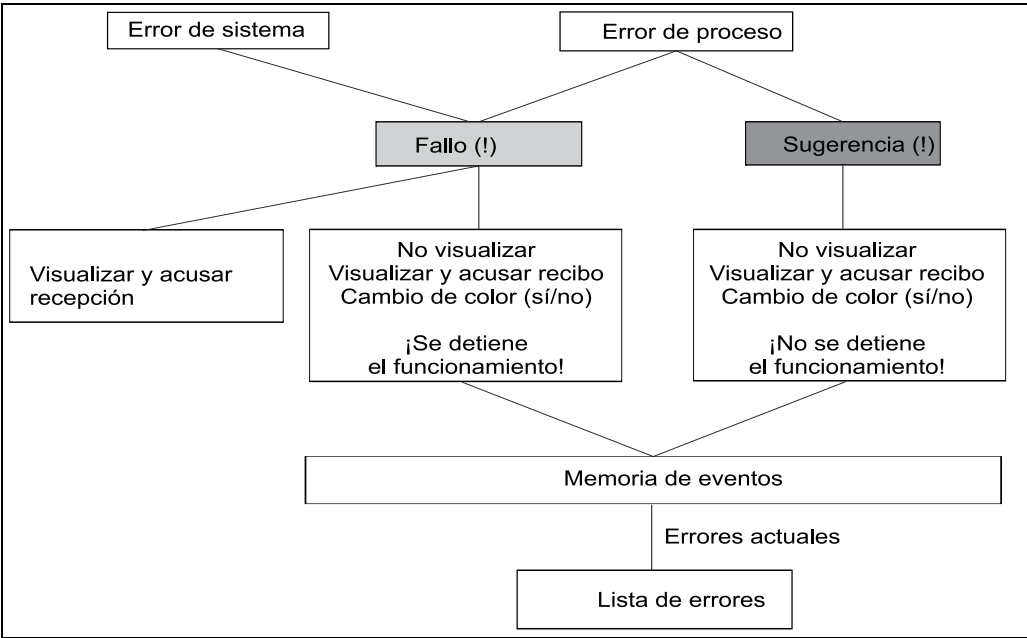 Error de sistema
Error de proceso
Fallo (!)
Sugerencia (!)
Visualizar y acusar
recepción
No visualizar
Visualizar y acusar recibo
Cambio de color (sí/no)
¡Se detiene
el funcionamiento!
No visualizar
Visualizar y acusar recibo
Cambio de color (sí/no)
¡No se detiene
el funcionamiento!
Memoria de eventos
Errores actuales
Lista de errores